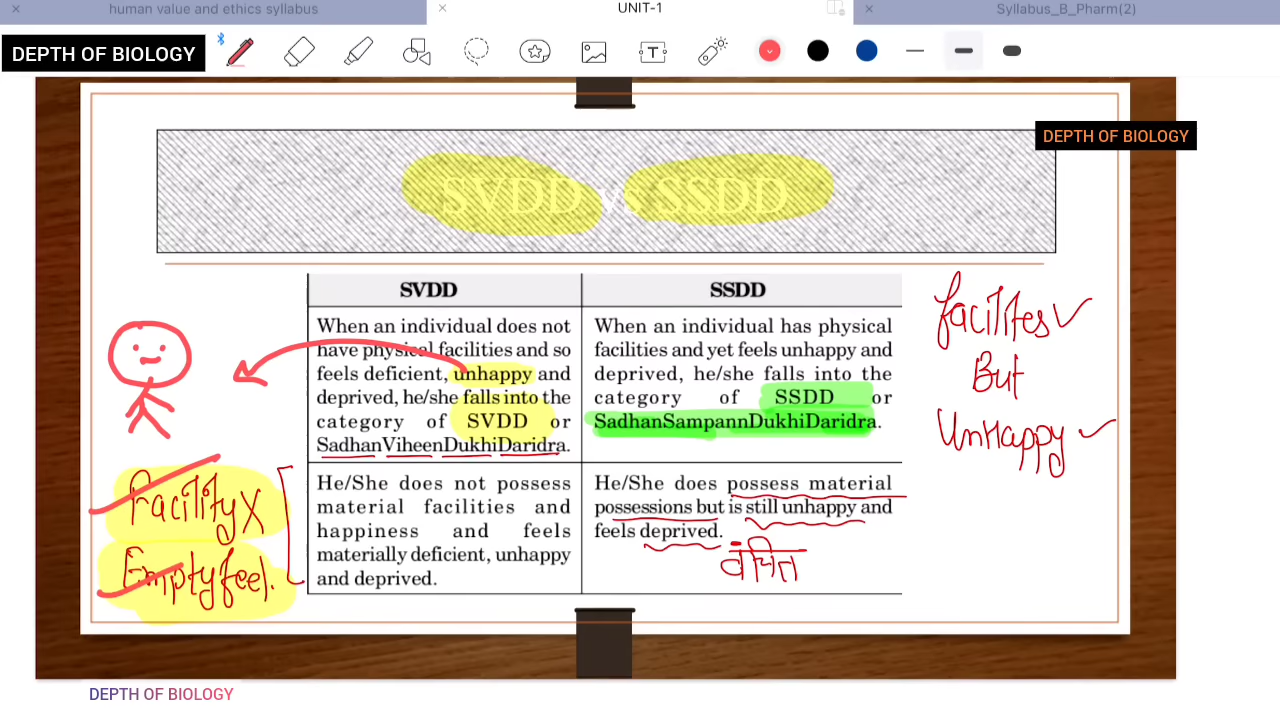 human value and ethics syllabus
UNIT-1
Syllabus_B_Pharm(2)
DEPTH OF BIOLOGY
T
DEPTH OF BIOLOGY
SVDD vs SSDD
SVDD
When an individual does not
have physical facilities and so
feels deficient, unhappy and
deprived, he/she falls into the
category of SVDD or
SadhanViheenDukhiDaridra.
He/She does not possess
material facilities and
happiness and feels
materially deficient, unhappy
and deprived.
SSDD
When an individual has physical
facilities and yet feels unhappy and
deprived, he/she falls into the
category of SSDD or
SadhanSampannDukhiDaridra.
He/She does possess material
possessions but is still unhappy and
feels deprived.
वंचित
facilites ✓
But
UnHappy ✓
Facility X
Empty feel.
DEPTH OF BIOLOGY